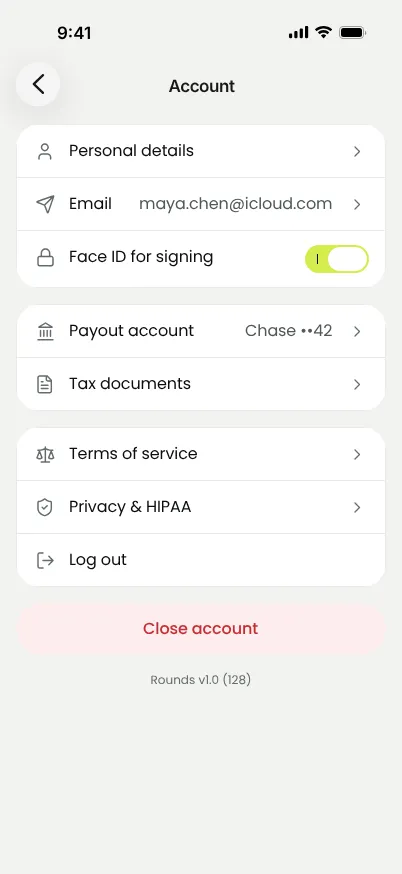 9:41
Account
Personal details
Email maya.chen@icloud.com
Face ID for signing
Payout account Chase ••42
Tax documents
Terms of service
Privacy & HIPAA
Log out
Close account
Rounds v1.0 (128)